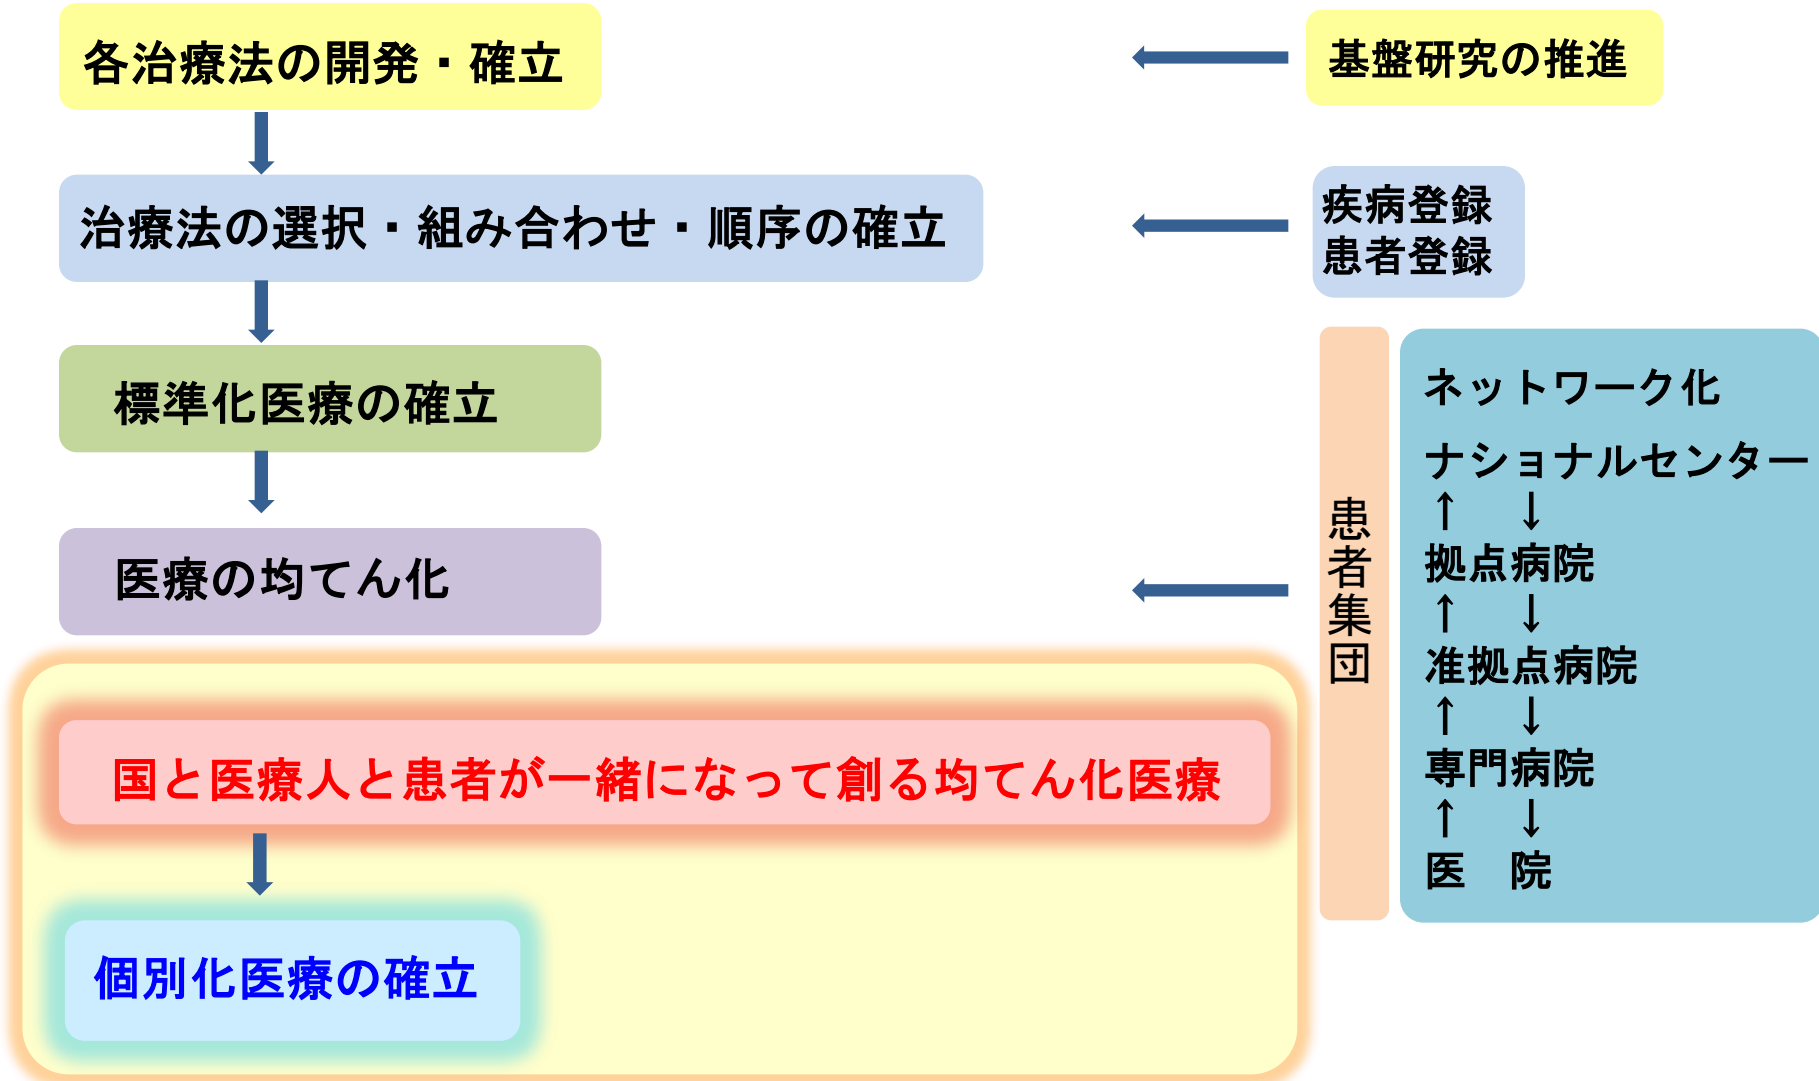 各治療法の開発・確立
基盤研究の推進
治療法の選択・組み合わせ・順序の確立
疾病登録
患者登録
標準化医療の確立
医療の均てん化
国と医療人と患者が一緒になって創る均てん化医療
個別化医療の確立
患者集団
ネットワーク化
ナショナルセンター
↑ ↓
拠点病院
↑ ↓
准拠点病院
↑ ↓
専門病院
↑ ↓
医　院